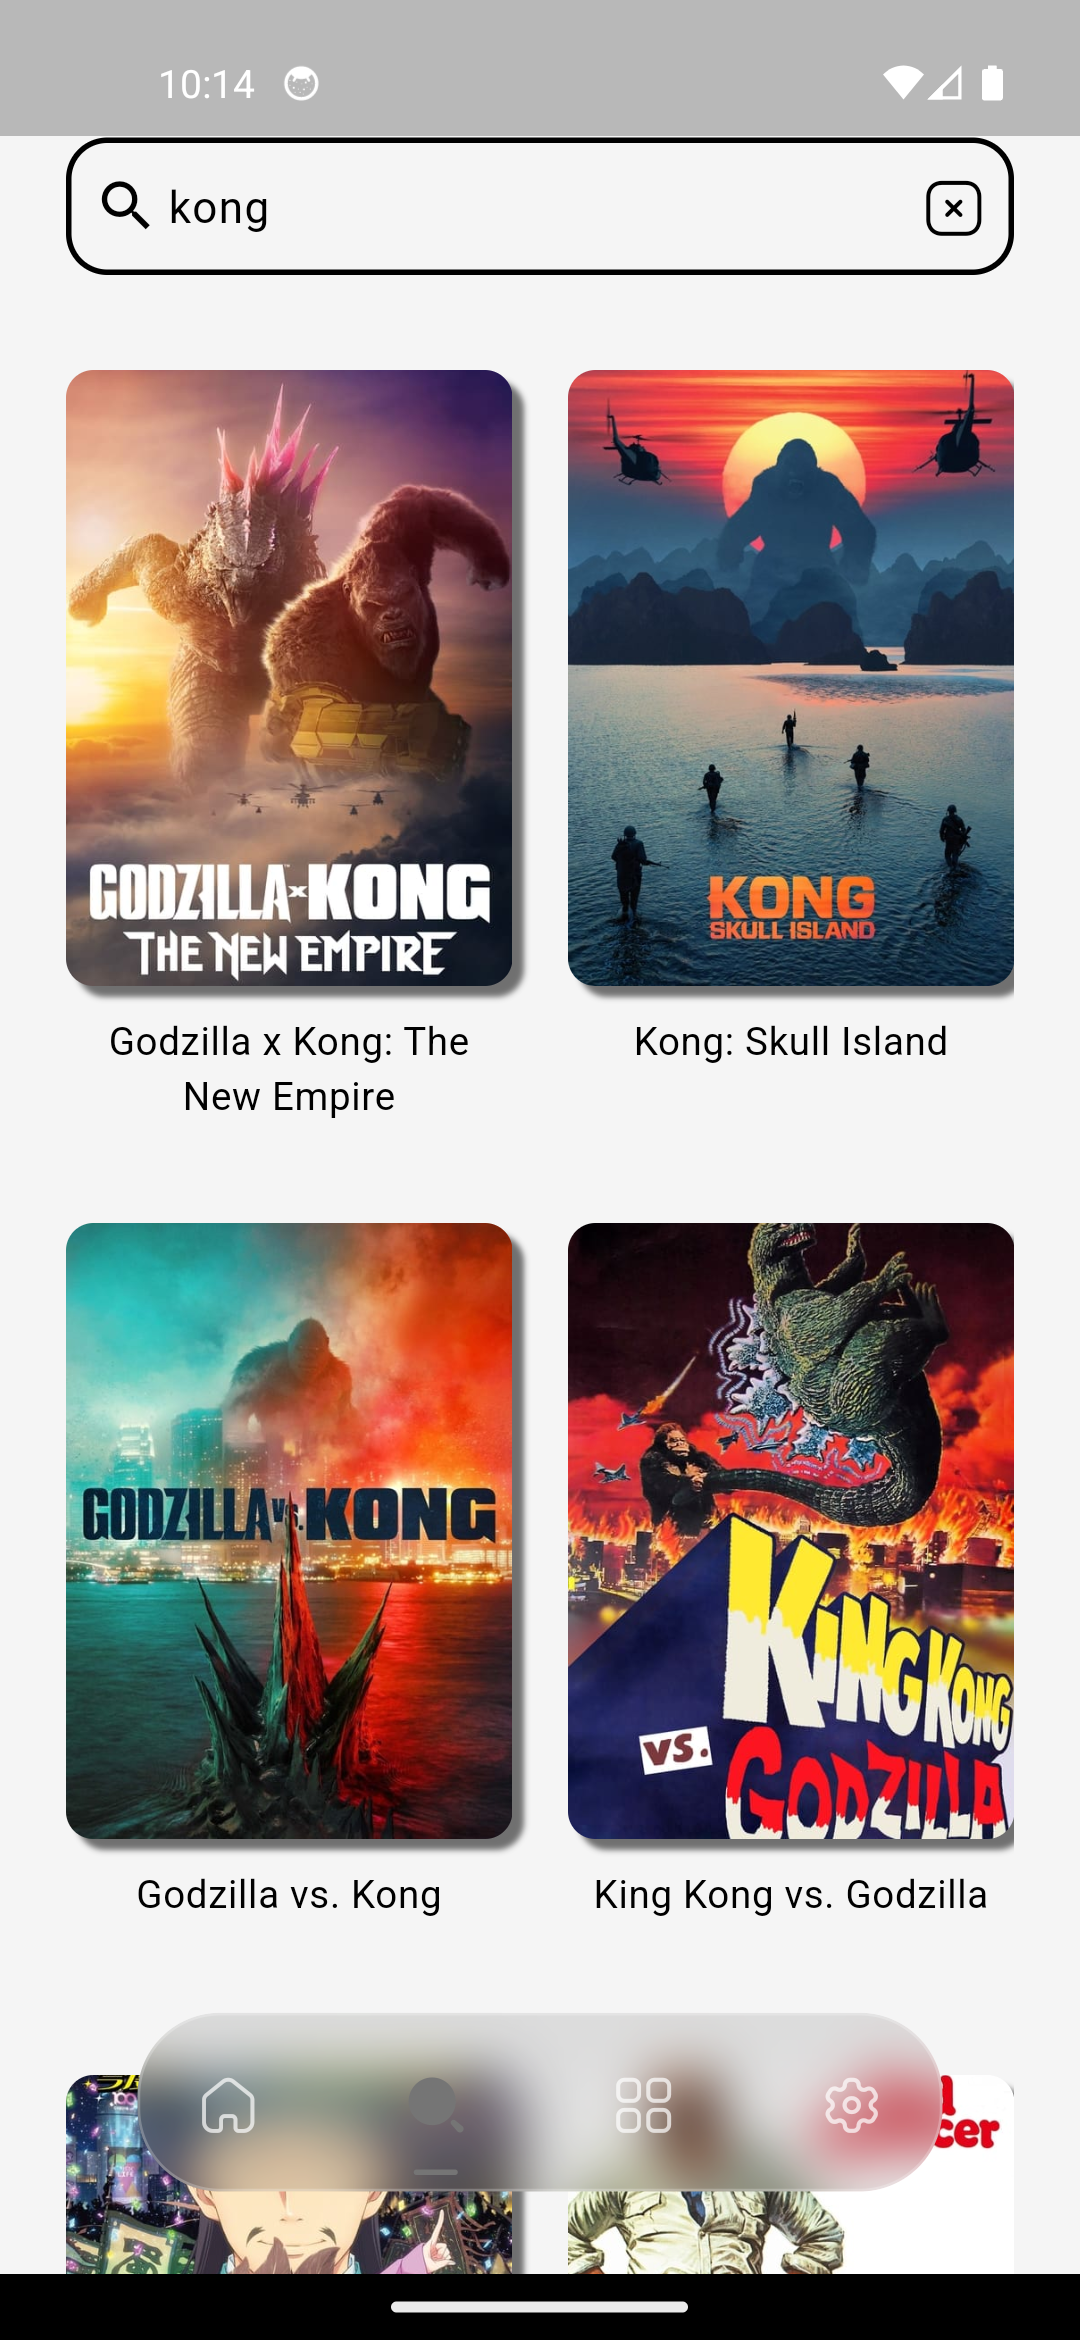 10:14
kong
GODZILLA x KONG
THE NEW EMPIRE
KONG
SKULL ISLAND
Godzilla x Kong: The
New Empire
Kong: Skull Island
GODZILLA vs. KONG
KING KONG
vs.
GODZILLA
Godzilla vs. Kong
King Kong vs. Godzilla
cer